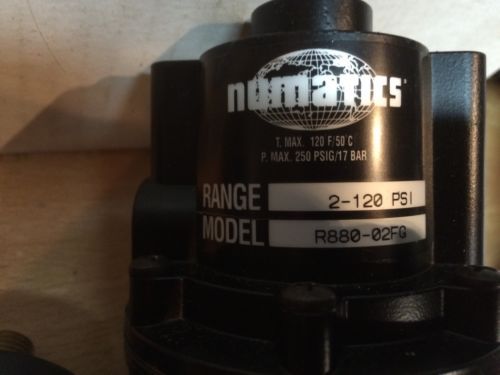 numatics
T. MAX. 120 F/50°C
P. MAX. 250 PSIG/17 BAR
RANGE 2-120 PSI
MODEL R880-02FG